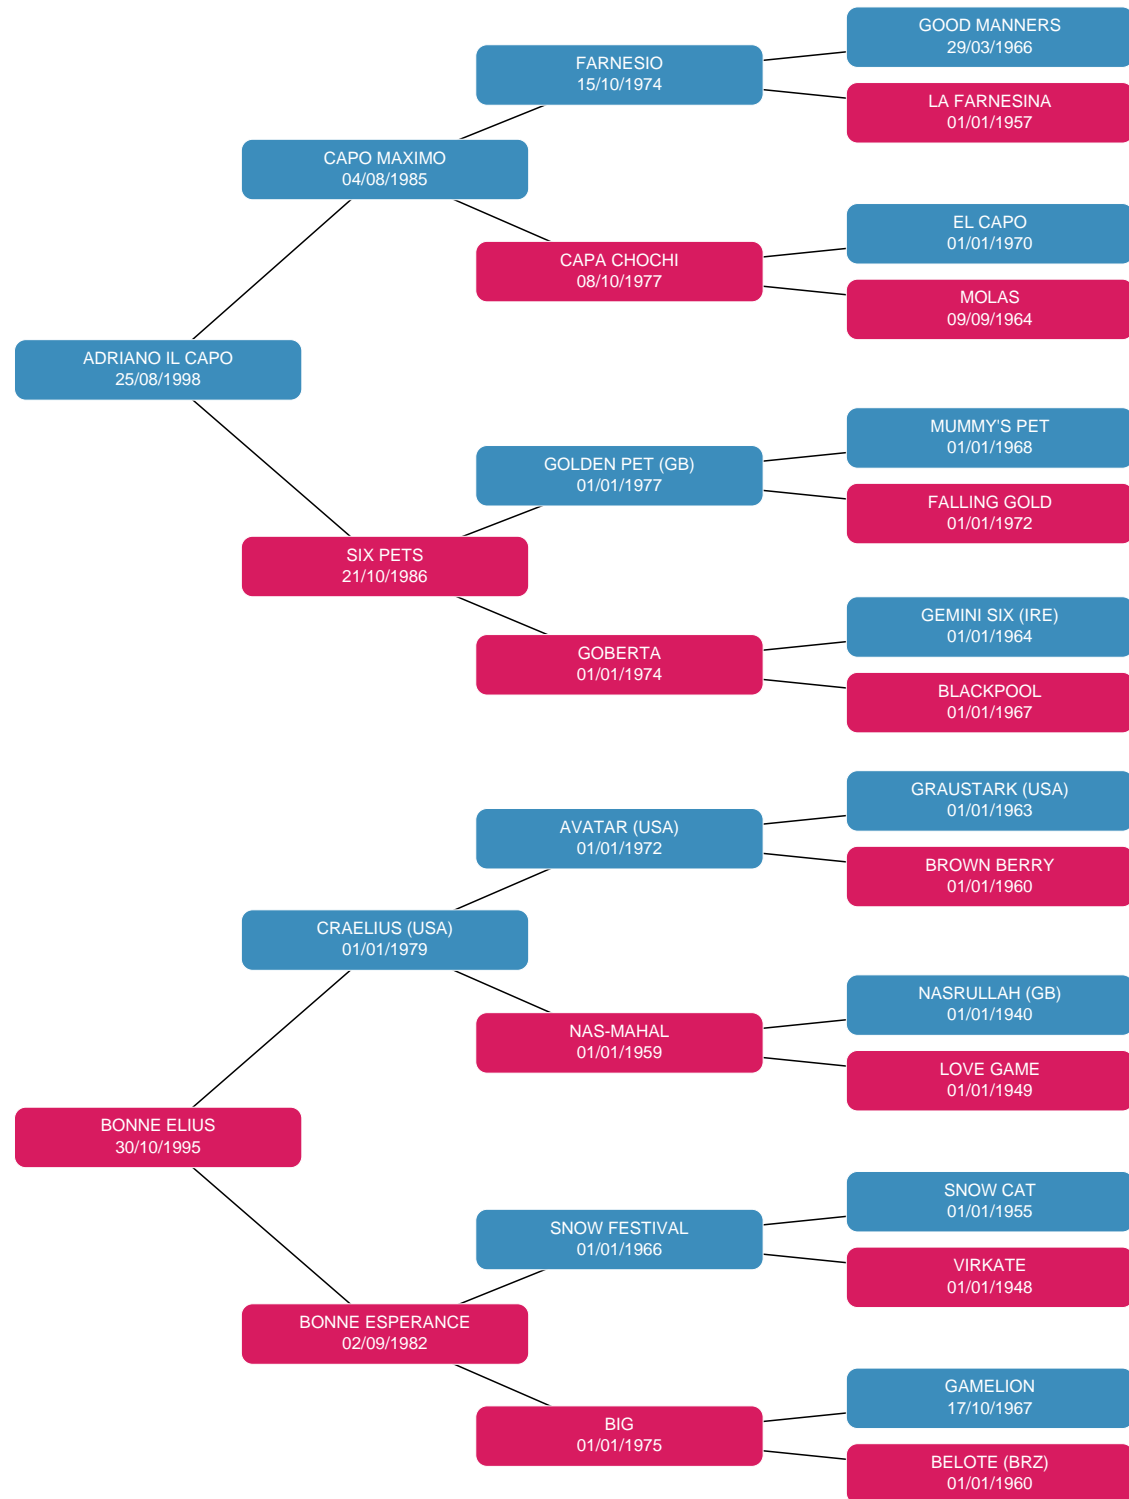 GOOD MANNERS
29/03/1966
FARNESIO
15/10/1974
LA FARNESINA
01/01/1957
CAPO MAXIMO
04/08/1985
EL CAPO
01/01/1970
CAPA CHOCHI
08/10/1977
MOLAS
09/09/1964
ADRIANO IL CAPO
25/08/1998
MUMMY'S PET
01/01/1968
GOLDEN PET (GB)
01/01/1977
FALLING GOLD
01/01/1972
SIX PETS
21/10/1986
GEMINI SIX (IRE)
01/01/1964
GOBERTA
01/01/1974
BLACKPOOL
01/01/1967
GRAUSTARK (USA)
01/01/1963
AVATAR (USA)
01/01/1972
BROWN BERRY
01/01/1960
CRAELIUS (USA)
01/01/1979
NASRULLAH (GB)
01/01/1940
NAS-MAHAL
01/01/1959
LOVE GAME
01/01/1949
BONNE ELIUS
30/10/1995
SNOW CAT
01/01/1955
SNOW FESTIVAL
01/01/1966
VIRKATE
01/01/1948
BONNE ESPERANCE
02/09/1982
GAMELION
17/10/1967
BIG
01/01/1975
BELOTE (BRZ)
01/01/1960